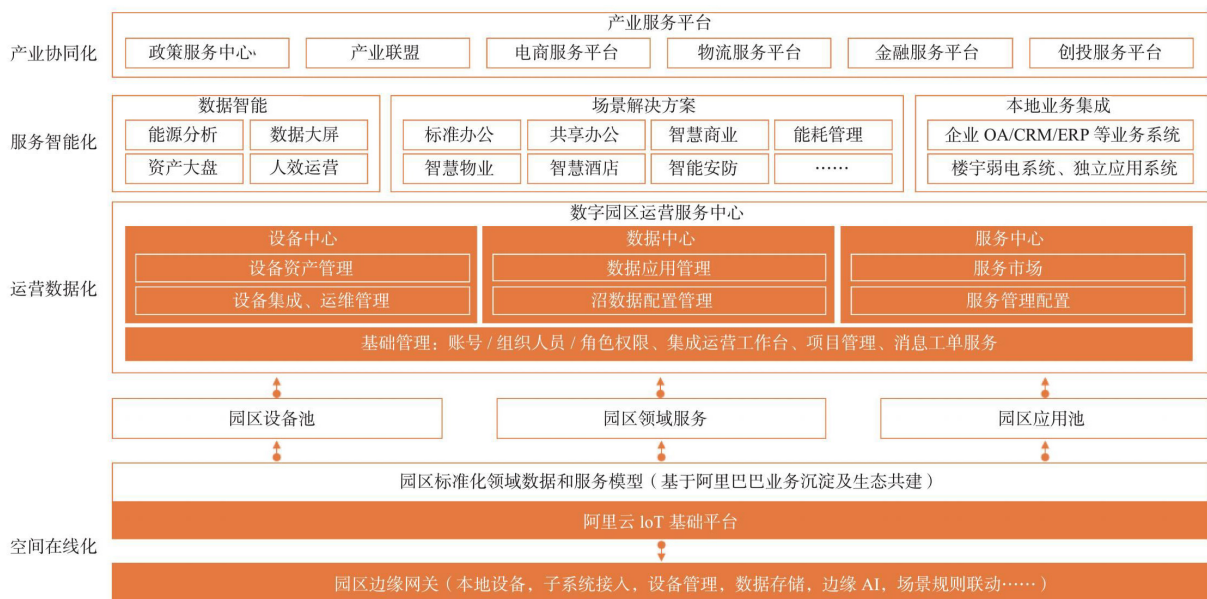 产业服务平台
产业协同化
政策服务中心 产业联盟 电商服务平台 物流服务平台 金融服务平台 创投服务平台
数据智能 场景解决方案 本地业务集成
服务智能化
能源分析 数据大屏 标准办公 共享办公 智慧商业 能耗管理 企业 OA/CRM/ERP 等业务系统
资产大盘 人效运营 智慧物业 智慧酒店 智能安防 …… 楼宇弱电系统、独立应用系统
数字园区运营服务中心
设备中心 数据中心 服务中心
运营数据化
设备资产管理 数据应用管理 服务市场
设备集成、运维管理 沼数据配置管理 服务管理配置
基础管理：账号 / 组织人员 / 角色权限、集成运营工作台、项目管理、消息工单服务
园区设备池 园区领域服务 园区应用池
园区标准化领域数据和服务模型（基于阿里巴巴业务沉淀及生态共建）
阿里云 IoT 基础平台
空间在线化
园区边缘网关（本地设备，子系统接入，设备管理，数据存储，边缘 AI，场景规则联动……）